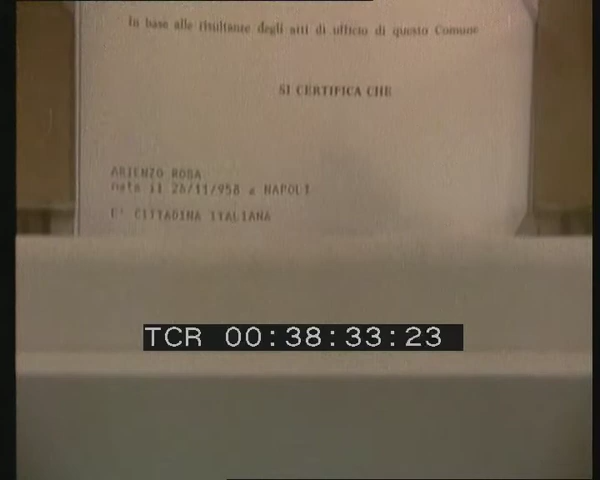 In base alle risultanze degli atti di ufficio di questo Comune
SI CERTIFICA CHE
ARIENZO ROSA
nata il 26/11/958 a NAPOLI
E' CITTADINA ITALIANA
TCR 00:38:33:23